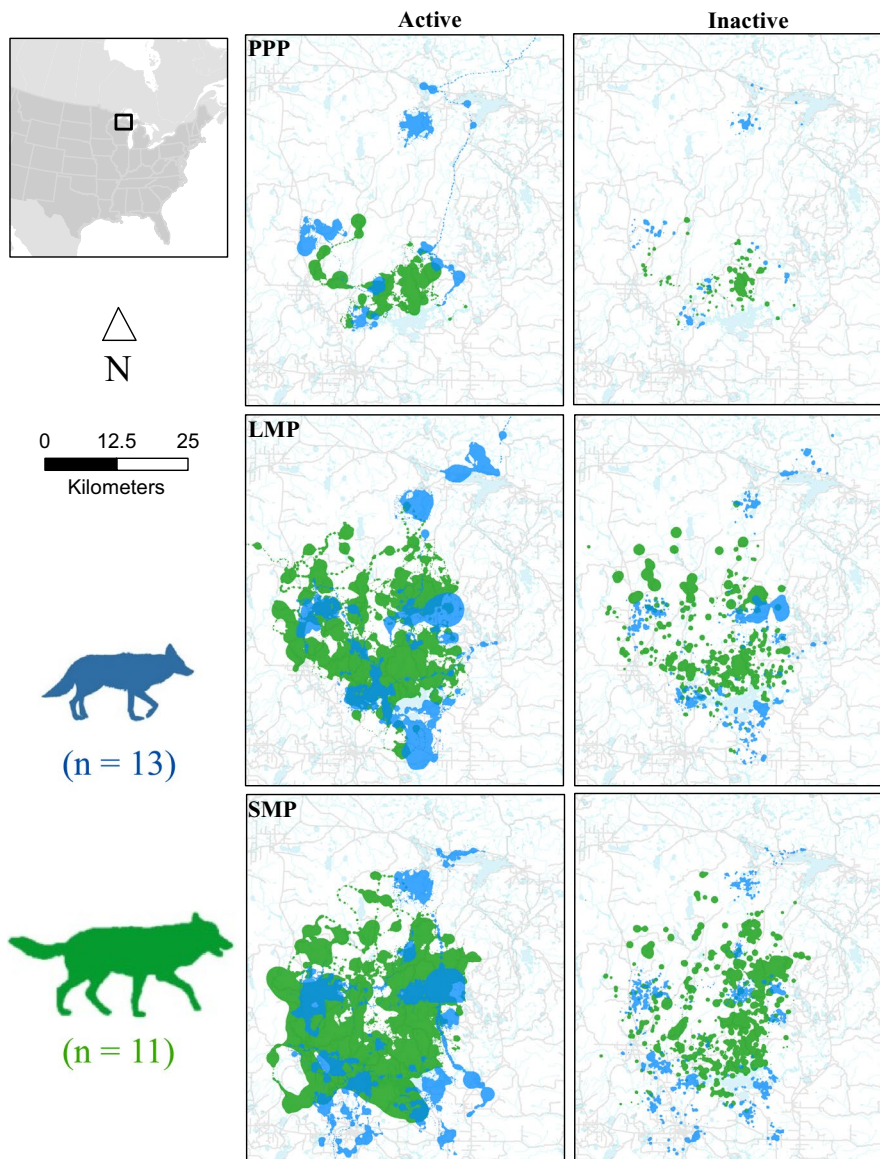 Active
Inactive
PPP
N
0 12.5 25
Kilometers
LMP
(n = 13)
SMP
(n = 11)